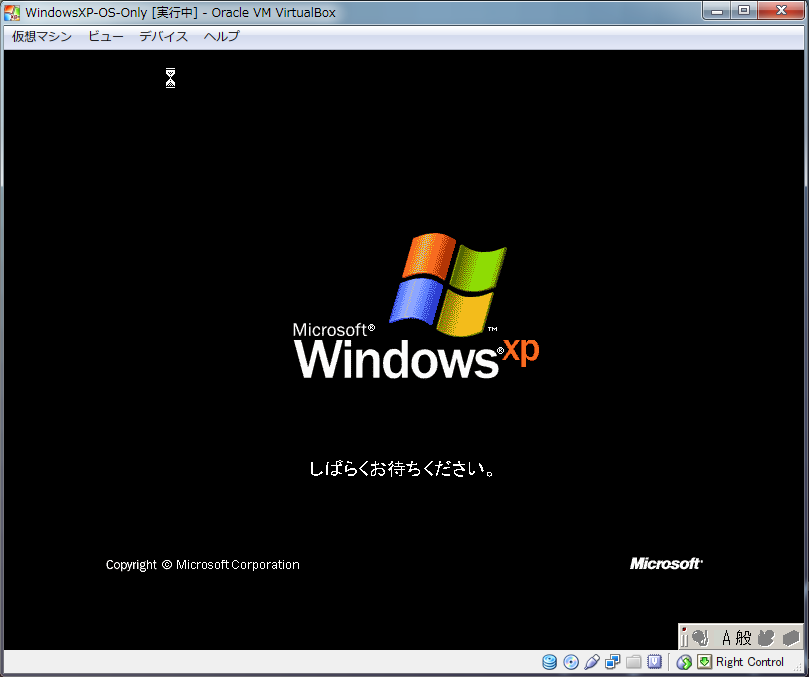 WindowsXP-OS-Only [実行中] - Oracle VM VirtualBox
仮想マシン ビュー デバイス ヘルプ
Microsoft®
Windows® xp ™
しばらくお待ちください。
Copyright © Microsoft Corporation
Microsoft®
A 般
Right Control